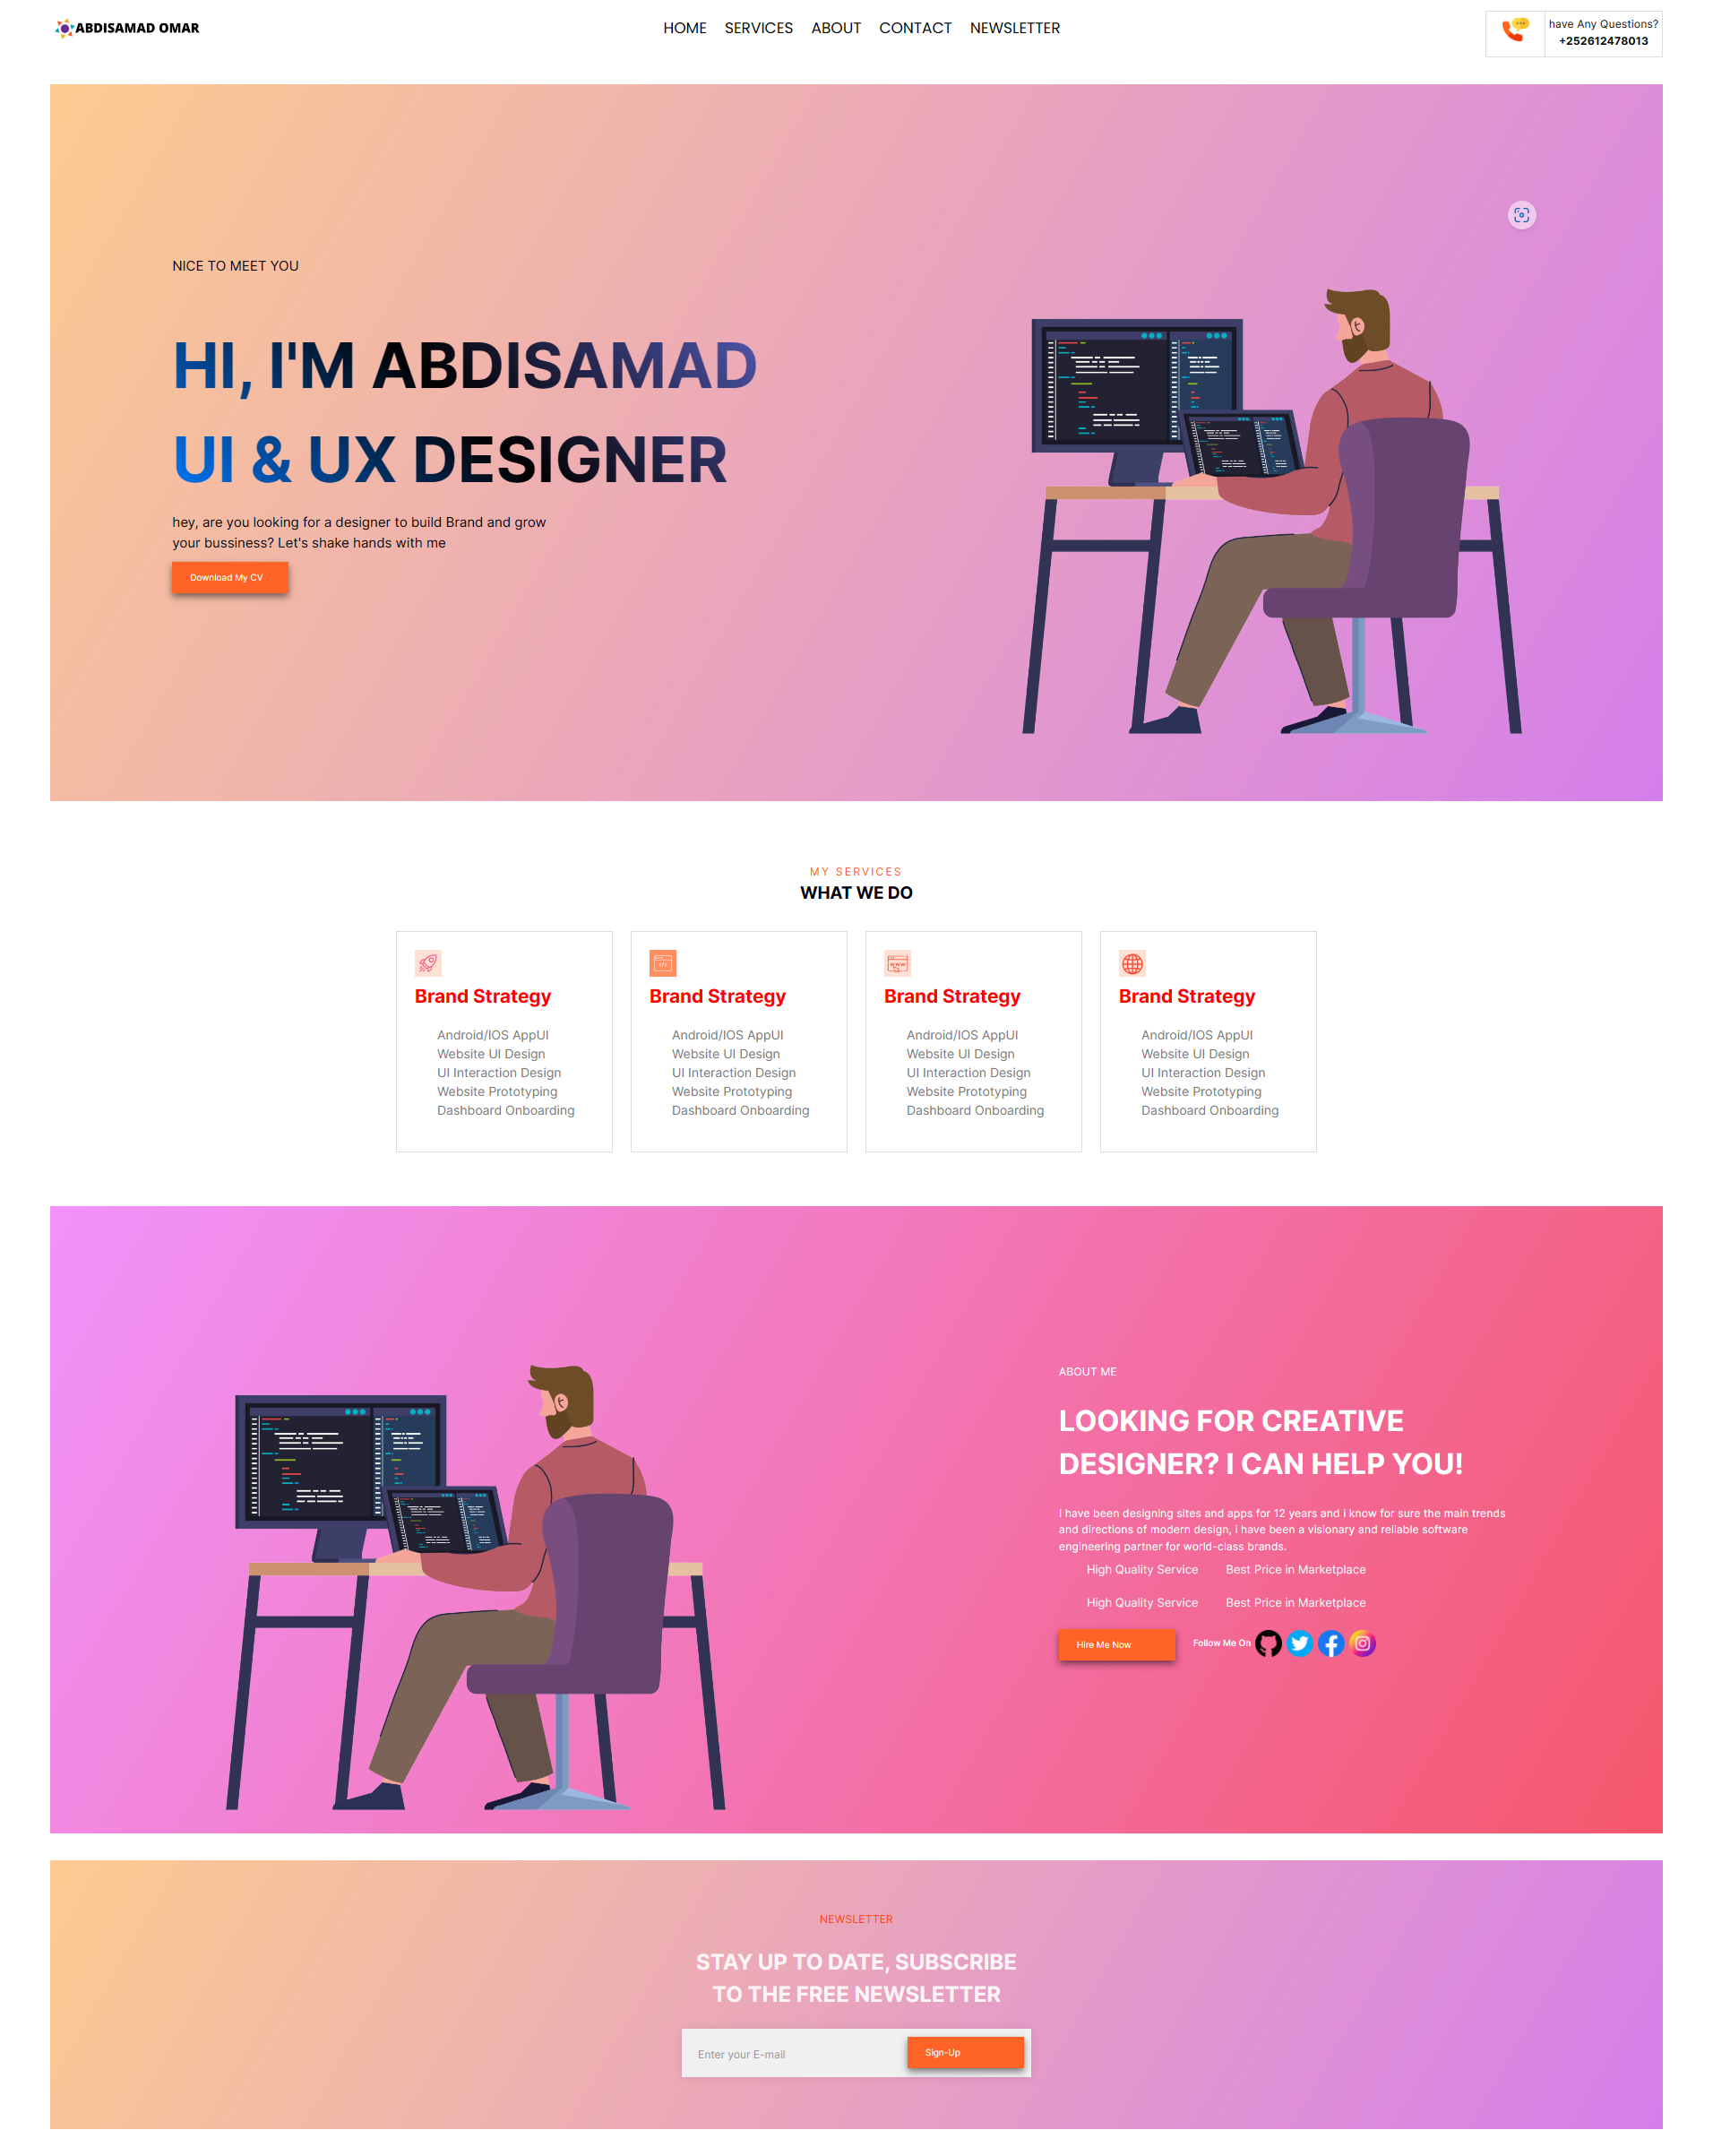 ABDISAMAD OMAR
HOME SERVICES ABOUT CONTACT NEWSLETTER
have Any Questions?
+252612478013
NICE TO MEET YOU
HI, I'M ABDISAMAD
UI & UX DESIGNER
hey, are you looking for a designer to build Brand and grow
your bussiness? Let's shake hands with me
Download My CV
MY SERVICES
WHAT WE DO
Brand Strategy
Android/IOS AppUI
Website UI Design
UI Interaction Design
Website Prototyping
Dashboard Onboarding
Brand Strategy
Android/IOS AppUI
Website UI Design
UI Interaction Design
Website Prototyping
Dashboard Onboarding
Brand Strategy
Android/IOS AppUI
Website UI Design
UI Interaction Design
Website Prototyping
Dashboard Onboarding
Brand Strategy
Android/IOS AppUI
Website UI Design
UI Interaction Design
Website Prototyping
Dashboard Onboarding
ABOUT ME
LOOKING FOR CREATIVE
DESIGNER? I CAN HELP YOU!
I have been designing sites and apps for 12 years and i know for sure the main trends
and directions of modern design, i have been a visionary and reliable software
engineering partner for world-class brands.
High Quality Service Best Price in Marketplace
High Quality Service Best Price in Marketplace
Hire Me Now Follow Me On
NEWSLETTER
STAY UP TO DATE, SUBSCRIBE
TO THE FREE NEWSLETTER
Enter your E-mail Sign-Up